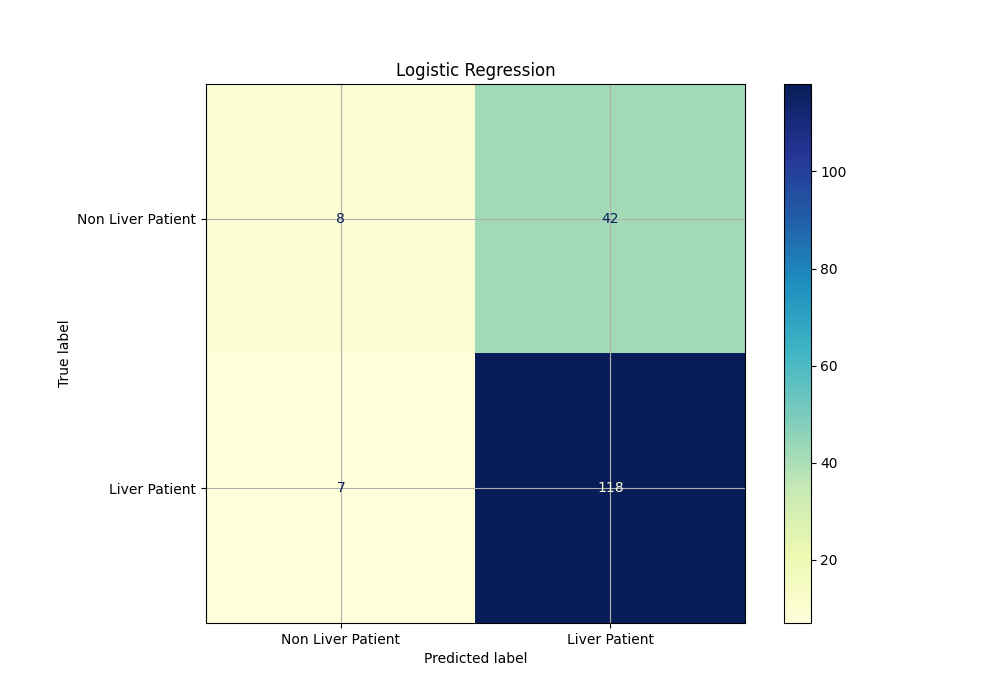 Logistic Regression
Non Liver Patient
8
42
100
80
60
40
20
True label
Liver Patient
7
118
Non Liver Patient
Liver Patient
Predicted label